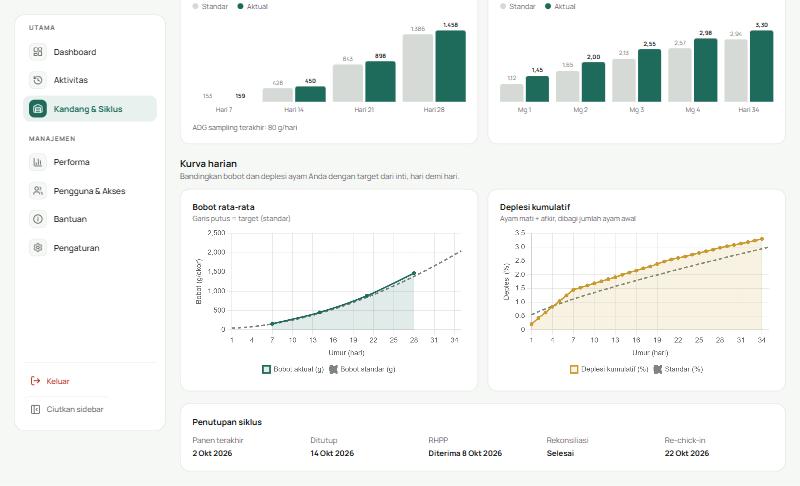 UTAMA
Dashboard
Aktivitas
Kandang & Siklus
MANAJEMEN
Performa
Pengguna & Akses
Bantuan
Pengaturan
Keluar
Ciutkan sidebar
Standar Aktual
153 159 428 450 843 898 1.386 1.458
Hari 7 Hari 14 Hari 21 Hari 28
ADG sampling terakhir: 80 g/hari
Standar Aktual
1,12 1,45 1,65 2,00 2,13 2,55 2,57 2,98 2,94 3,30
Mg 1 Mg 2 Mg 3 Mg 4 Hari 34
Kurva harian
Bandingkan bobot dan deplesi ayam Anda dengan target dari inti, hari demi hari.
Bobot rata-rata
Garis putus = target (standar)
2,500
2,000
1,500
1,000
500
0
Bobot (g/ekor)
1 4 7 10 13 16 19 22 25 28 31 34
Umur (hari)
Bobot aktual (g) Bobot standar (g)
Deplesi kumulatif
Ayam mati + afkir, dibagi jumlah ayam awal
3.5
3.0
2.5
2.0
1.5
1.0
0.5
0
Deplesi (%)
1 4 7 10 13 16 19 22 25 28 31 34
Umur (hari)
Deplesi kumulatif (%) Standar (%)
Penutupan siklus
Panen terakhir Ditutup RHPP Rekonsiliasi Re-chick-in
2 Okt 2026 14 Okt 2026 Diterima 8 Okt 2026 Selesai 22 Okt 2026